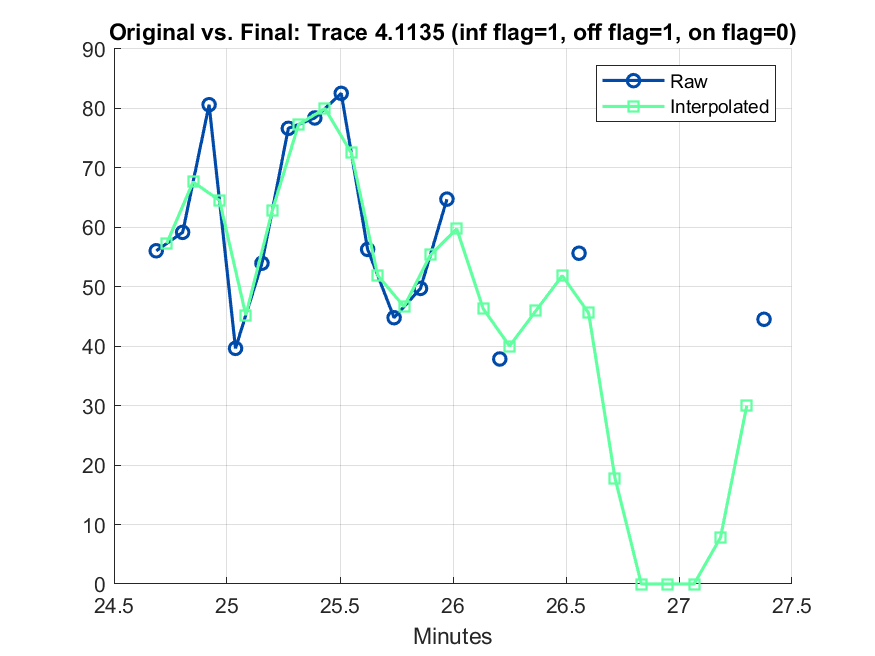 Original vs. Final: Trace 4.1135 (inf flag=1, off flag=1, on flag=0)
90
80
70
60
50
40
30
20
10
0
Raw
Interpolated
24.5 25 25.5 26 26.5 27 27.5
Minutes